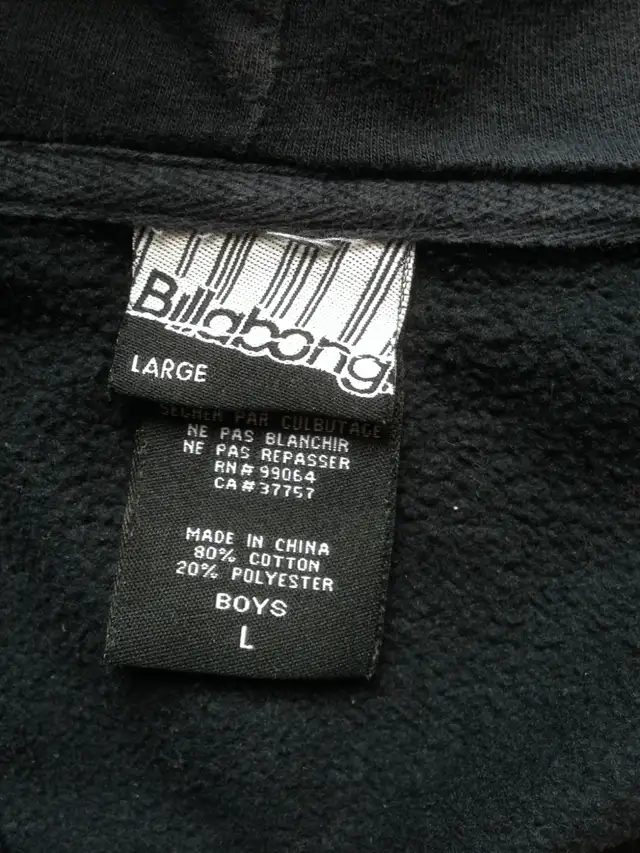 Billabong
LARGE
SÉCHER PAR CULBUTAGE
NE PAS BLANCHIR
NE PAS REPASSER
RN# 99064
CA# 37757
MADE IN CHINA
80% COTTON
20% POLYESTER
BOYS
L